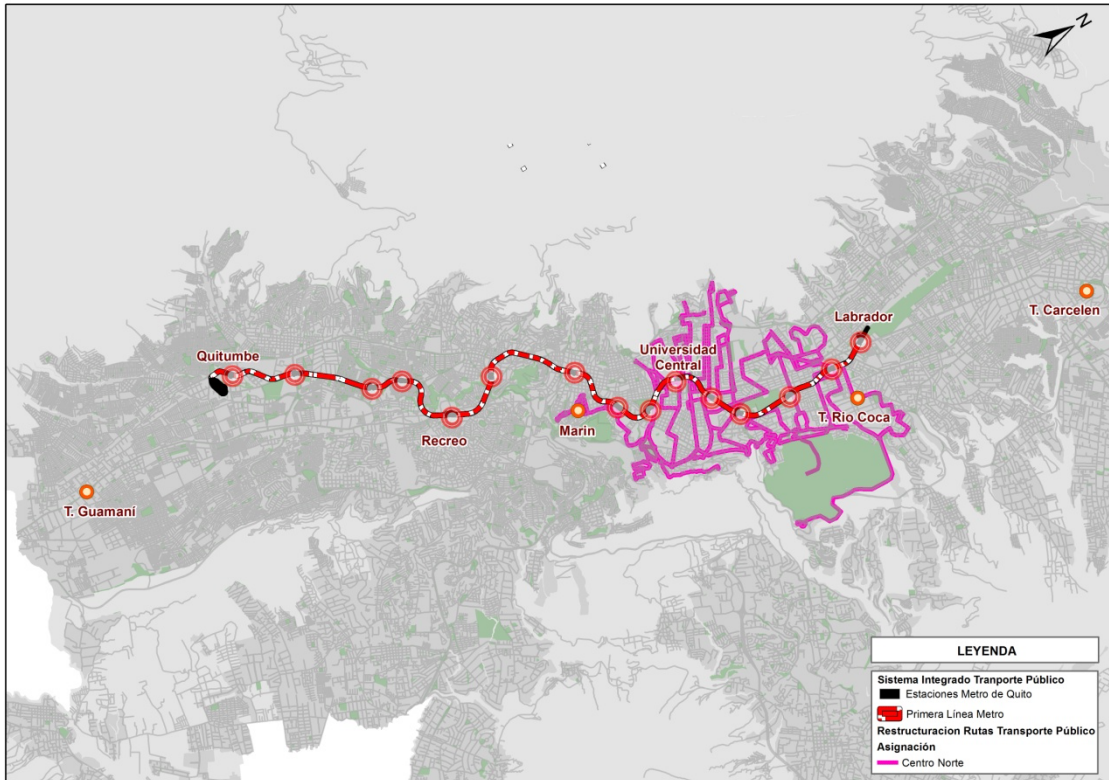 N
T. Carcelen
Labrador
Universidad
Central
Quitumbe
T. Rio Coca
Marin
Recreo
T. Guamaní
LEYENDA
Sistema Integrado Tranporte Público
Estaciones Metro de Quito
Primera Línea Metro
Restructuracion Rutas Transporte Público
Asignación
Centro Norte